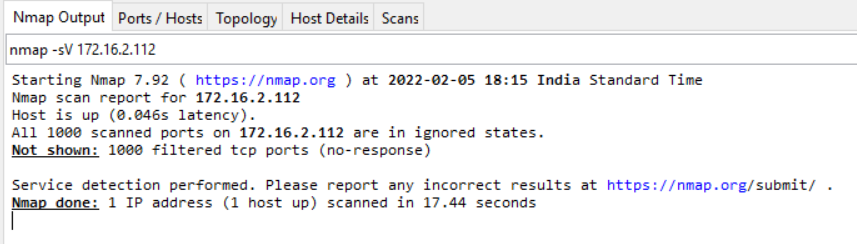 Nmap Output Ports / Hosts Topology Host Details Scans
nmap -sV 172.16.2.112
Starting Nmap 7.92 ( https://nmap.org ) at 2022-02-05 18:15 India Standard Time
Nmap scan report for 172.16.2.112
Host is up (0.046s latency).
All 1000 scanned ports on 172.16.2.112 are in ignored states.
Not shown: 1000 filtered tcp ports (no-response)
Service detection performed. Please report any incorrect results at https://nmap.org/submit/ .
Nmap done: 1 IP address (1 host up) scanned in 17.44 seconds